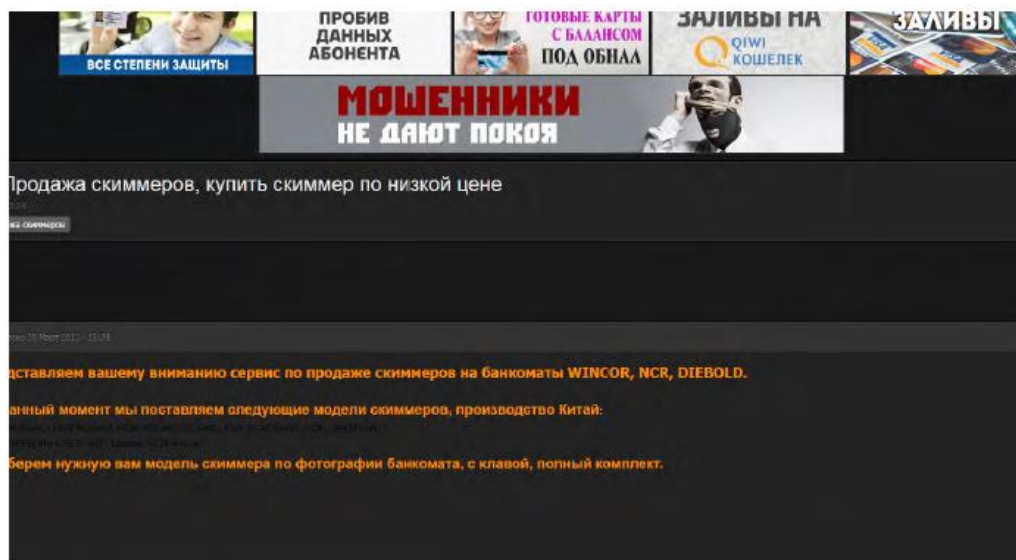 ВСЕ СТЕПЕНИ ЗАЩИТЫ
ПРОБИВ
ДАННЫХ
АБОНЕНТА
ГОТОВЫЕ КАРТЫ
С БАЛАНСОМ
ПОД ОБНАЛ
ЗАЛИВЫ НА
QIWI
КОШЕЛЕК
ЗАЛИВЫ
МОШЕННИКИ
НЕ ДАЮТ ПОКОЯ
Продажа скиммеров, купить скиммер по низкой цене
скиммеров
дставляем вашему вниманию сервис по продаже скиммеров на банкоматы WINCOR, NCR, DIEBOLD.
анный момент мы поставляем следующие модели скиммеров, производство Китай:
берем нужную вам модель скиммера по фотографии банкомата, с клавой, полный комплект.